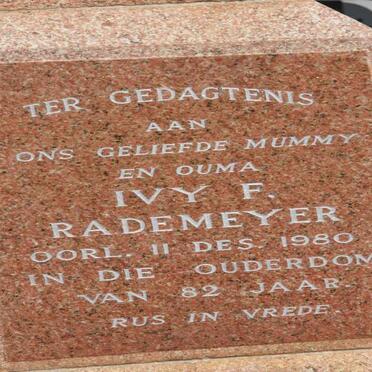 TER GEDAGTENIS
AAN
ONS GELIEFDE MUMMY
EN OUMA
IVY F.
RADEMEYER
OORL. 11 DES. 1980
IN DIE OUDERDOM
VAN 82 JAAR.
RUS IN VREDE.